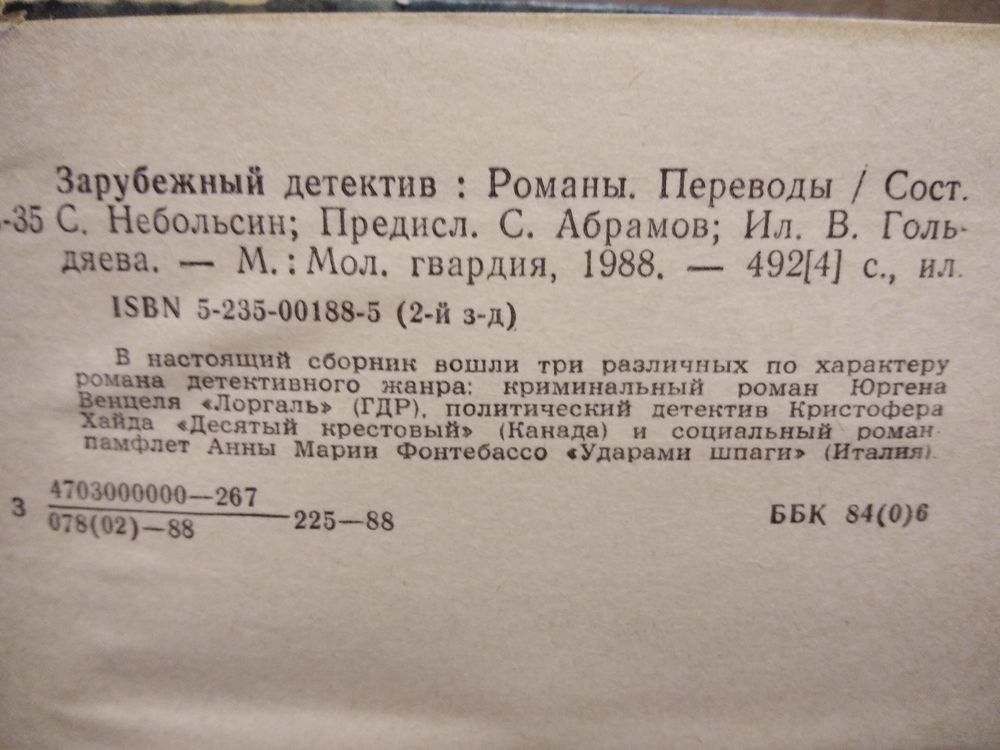 Зарубежный детектив : Романы. Переводы / Сост.
-35 С. Небольсин; Предисл. С. Абрамов; Ил. В. Голь-
дяева. — М. : Мол. гвардия, 1988. — 492[4] с., ил.
ISBN 5-235-00188-5 (2-й з-д)
В настоящий сборник вошли три различных по характеру
романа детективного жанра: криминальный роман Юргена
Венцеля «Лоргаль» (ГДР), политический детектив Кристофера
Хайда «Десятый крестовый» (Канада) и социальный роман-
памфлет Анны Марии Фонтебассо «Ударами шпаги» (Италия).
З 4703000000—267
078(02)—88 225—88 ББК 84(0)6